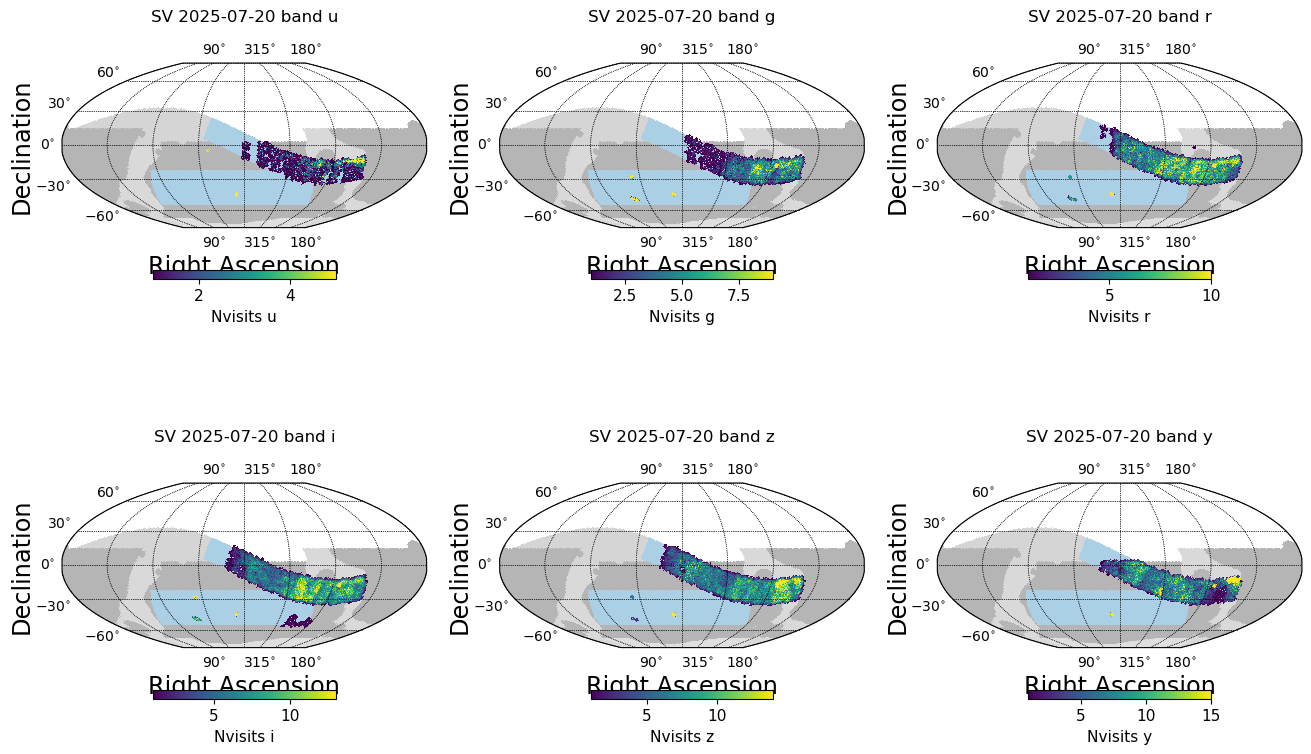 SV 2025-07-20 band u
90° 315° 180°
60°
30°
0°
−30°
−60°
Declination
90° 315° 180°
Right Ascension
2 4
Nvisits u
SV 2025-07-20 band g
90° 315° 180°
60°
30°
0°
−30°
−60°
Declination
90° 315° 180°
Right Ascension
2.5 5.0 7.5
Nvisits g
SV 2025-07-20 band r
90° 315° 180°
60°
30°
0°
−30°
−60°
Declination
90° 315° 180°
Right Ascension
5 10
Nvisits r
SV 2025-07-20 band i
90° 315° 180°
60°
30°
0°
−30°
−60°
Declination
90° 315° 180°
Right Ascension
5 10
Nvisits i
SV 2025-07-20 band z
90° 315° 180°
60°
30°
0°
−30°
−60°
Declination
90° 315° 180°
Right Ascension
5 10
Nvisits z
SV 2025-07-20 band y
90° 315° 180°
60°
30°
0°
−30°
−60°
Declination
90° 315° 180°
Right Ascension
5 10 15
Nvisits y